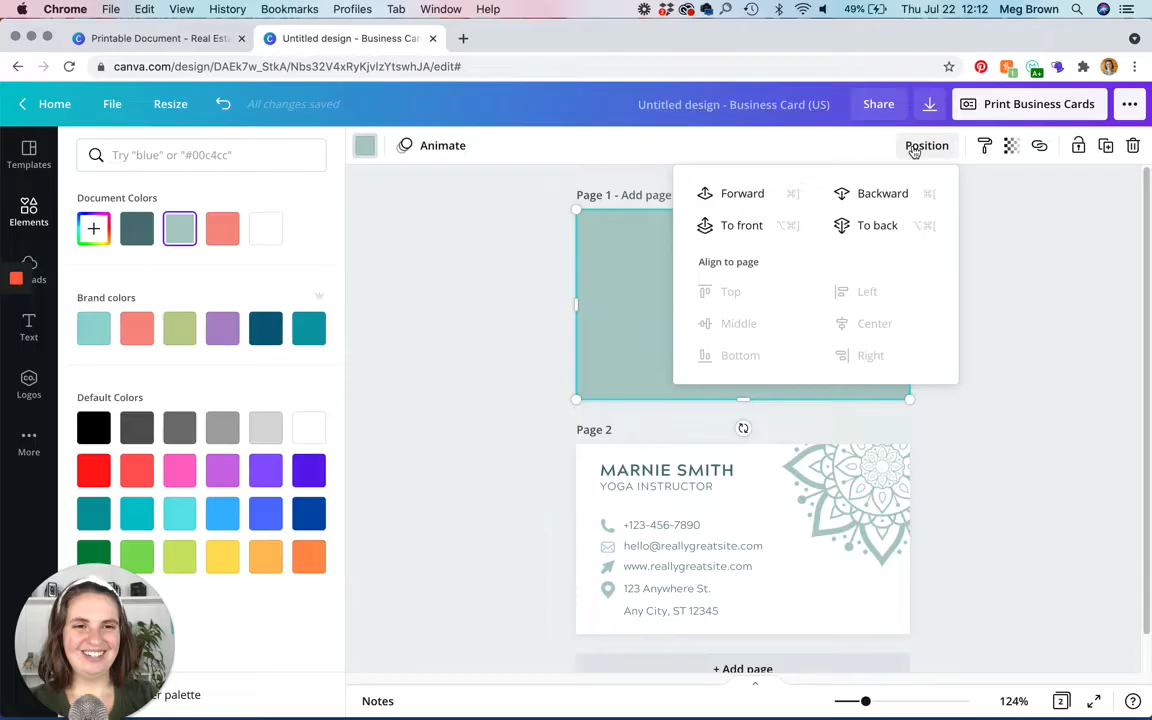 Chrome File Edit View History Bookmarks Profiles Tab Window Help 49% Thu Jul 22 12:12 Meg Brown
Printable Document - Real Est × Untitled design - Business Car × +
canva.com/design/DAEk7w_StkA/Nbs32V4xRyKjvIzYtswhJA/edit#
Home File Resize All changes saved Untitled design - Business Card (US) Share Print Business Cards
Templates
Elements
ads
Text
Logos
More
Try "blue" or "#00c4cc"
Document Colors
Brand colors
Default Colors
er palette
Animate Position
Page 1 - Add page
Forward ⌘] Backward ⌘[
To front ⌥⌘] To back ⌥⌘[
Align to page
Top Left
Middle Center
Bottom Right
Page 2
MARNIE SMITH
YOGA INSTRUCTOR
+123-456-7890
hello@reallygreatsite.com
www.reallygreatsite.com
123 Anywhere St.
Any City, ST 12345
+ Add page
Notes 124% 2 ?